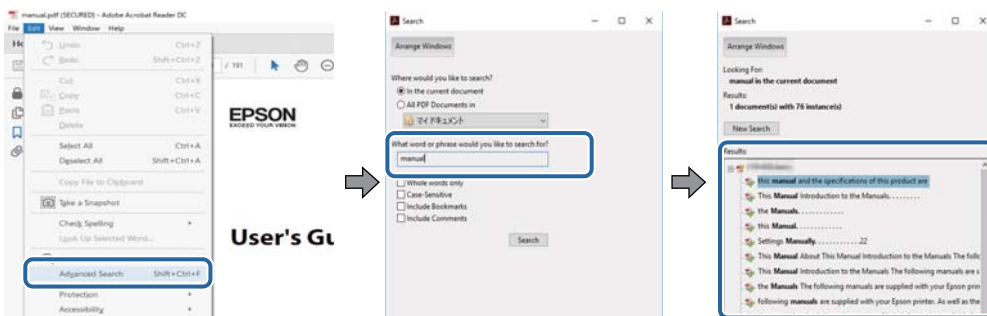 manual.pdf (SECURED) - Adobe Acrobat Reader DC
File Edit View Window Help
Undo Ctrl+Z
Redo Shift+Ctrl+Z
Cut Ctrl+X
Copy Ctrl+C
Paste Ctrl+V
Delete
Select All Ctrl+A
Deselect All Shift+Ctrl+A
Copy File to Clipboard
Take a Snapshot
Check Spelling
Look Up Selected Word...
Advanced Search Shift+Ctrl+F
Protection
Accessibility
/ 181
EPSON
EXCEED YOUR VISION
User's Gu
Search
Arrange Windows
Where would you like to search?
In the current document
All PDF Documents in
マイ ドキュメント
What word or phrase would you like to search for?
manual
Whole words only
Case-Sensitive
Include Bookmarks
Include Comments
Search
Search
Arrange Windows
Looking For:
manual in the current document
Results:
1 document(s) with 76 instance(s)
New Search
Results:
this manual and the specifications of this product are
This Manual Introduction to the Manuals. . . . . . . . .
the Manuals. . . . . . . . . . . . .
this Manual. . . . . . . . . . . . .
Settings Manually. . . . . . . . . . . . .22
This Manual About This Manual Introduction to the Manuals The follo
This Manual Introduction to the Manuals The following manuals are s
the Manuals The following manuals are supplied with your Epson prin
following manuals are supplied with your Epson printer. As well as the